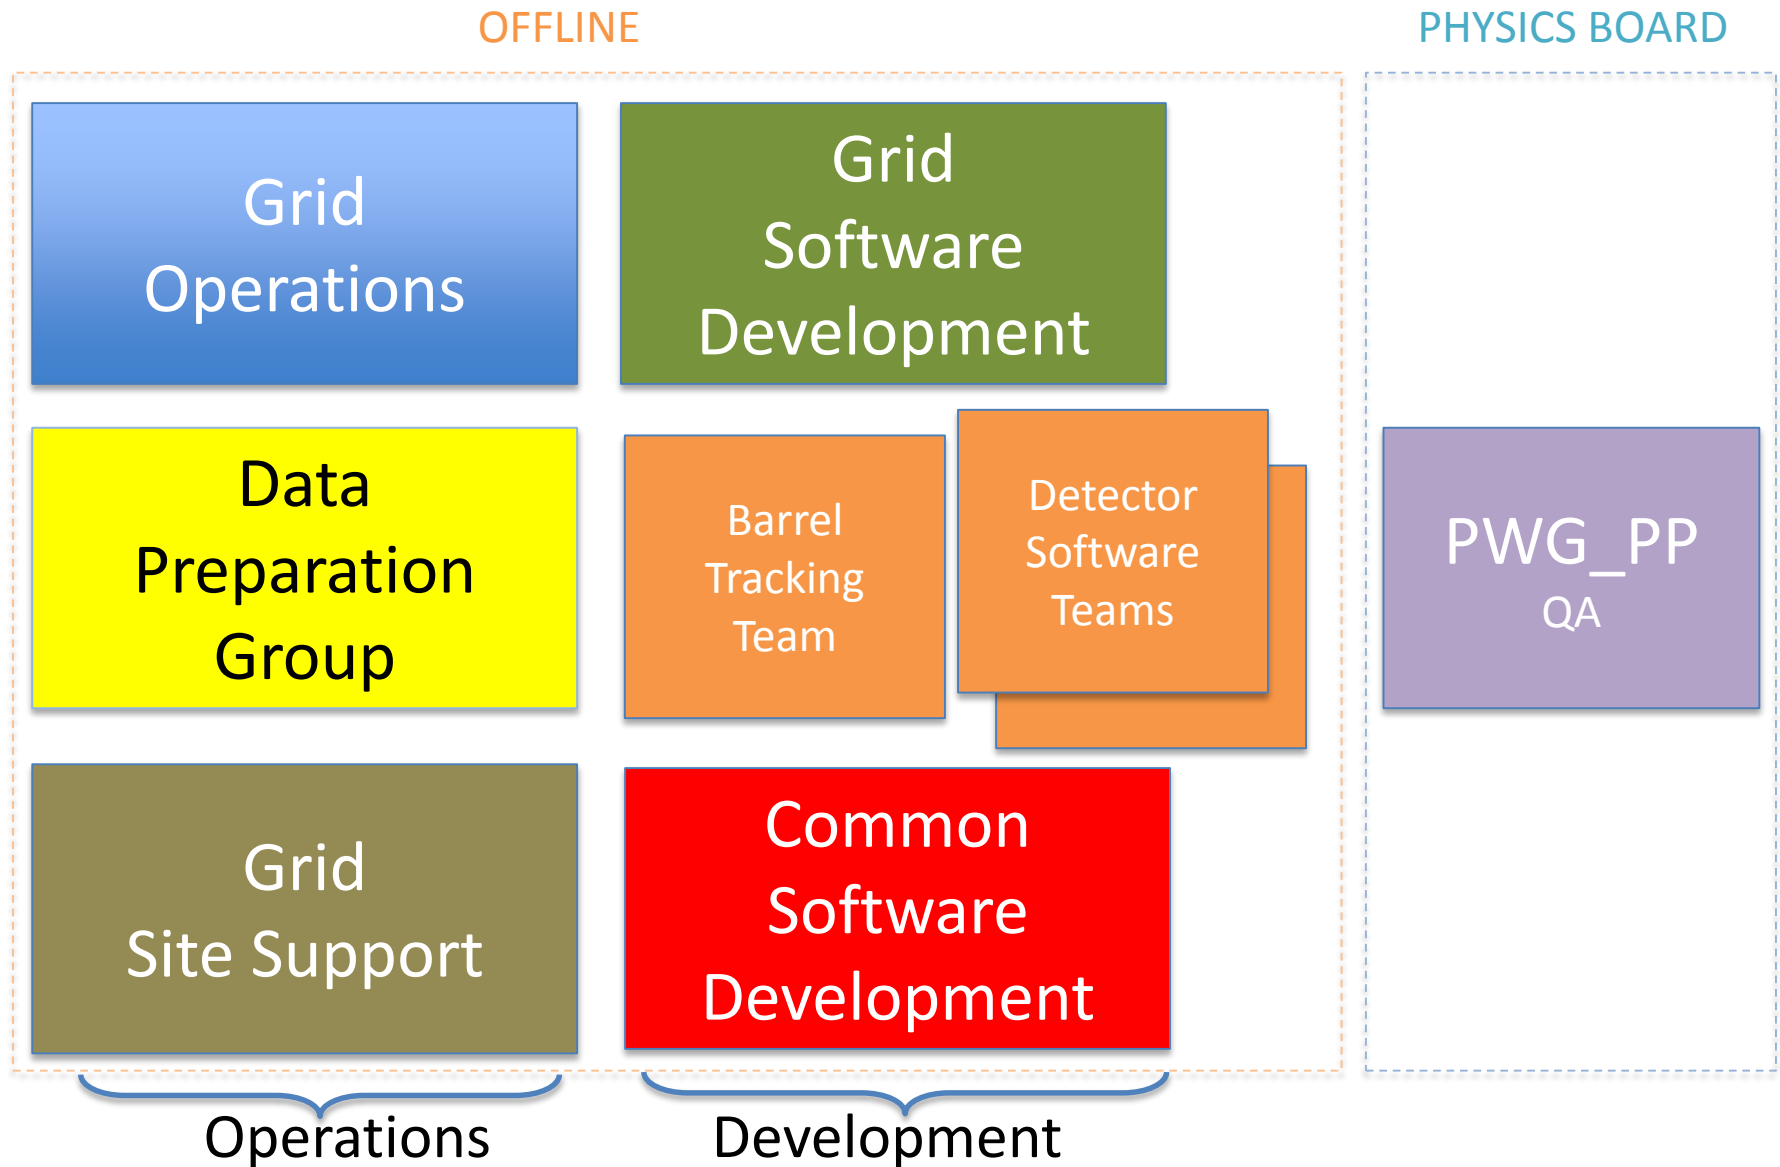 OFFLINE
PHYSICS BOARD
Grid
Operations
Grid
Software
Development
Data
Preparation
Group
Barrel
Tracking
Team
Detector
Software
Teams
PWG_PP
QA
Grid
Site Support
Common
Software
Development
Operations
Development